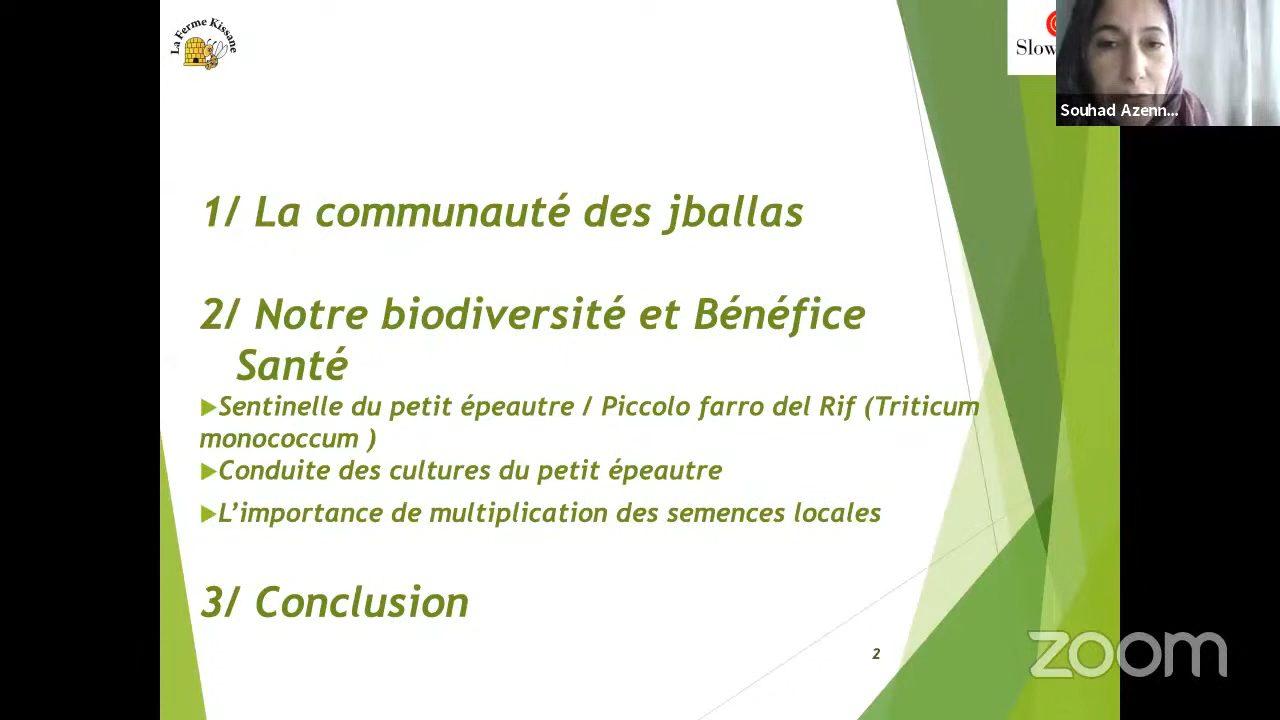 La Ferme Kissane
Slow
Souhad Azenn...
1/ La communauté des jballas
2/ Notre biodiversité et Bénéfice
Santé
Sentinelle du petit épeautre / Piccolo farro del Rif (Triticum
monococcum )
Conduite des cultures du petit épeautre
L’importance de multiplication des semences locales
3/ Conclusion
2
zoom